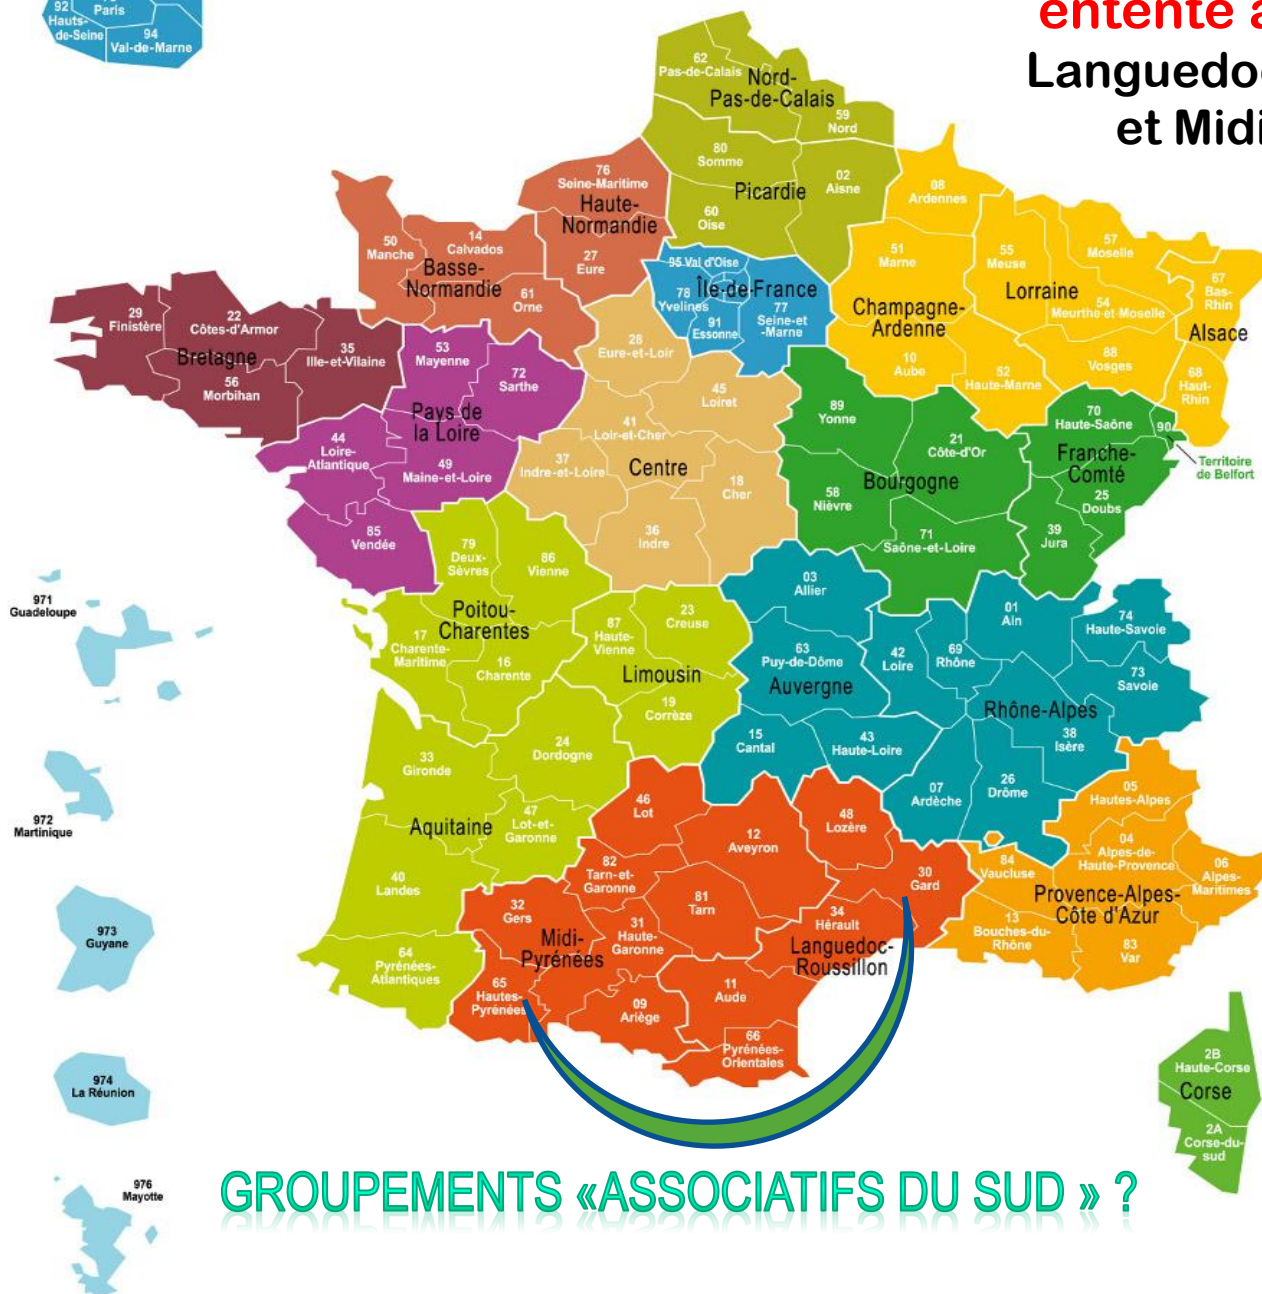 92
Hauts-
de-Seine
Paris
94
Val-de-Marne
entente a
Languedoc
et Midi
62
Pas-de-Calais
Nord-
Pas-de-Calais
59
Nord
80
Somme
Picardie
02
Aisne
60
Oise
76
Seine-Maritime
Haute-
Normandie
27
Eure
50
Manche
14
Calvados
Basse-
Normandie
61
Orne
95 Val d'Oise
Île-de-France
78
Yvelines
91
Essonne
77
Seine-et
-Marne
08
Ardennes
51
Marne
Champagne-
Ardenne
10
Aube
52
Haute-Marne
55
Meuse
57
Moselle
Lorraine
54
Meurthe-et-Moselle
88
Vosges
67
Bas-
Rhin
Alsace
68
Haut-
Rhin
29
Finistère
22
Côtes-d'Armor
Bretagne
35
Ille-et-Vilaine
56
Morbihan
53
Mayenne
72
Sarthe
Pays de
la Loire
44
Loire-
Atlantique
49
Maine-et-Loire
85
Vendée
28
Eure-et-Loir
45
Loiret
41
Loir-et-Cher
37
Indre-et-Loire
Centre
18
Cher
36
Indre
89
Yonne
21
Côte-d'Or
Bourgogne
58
Nièvre
71
Saône-et-Loire
70
Haute-Saône
90
Territoire
de Belfort
Franche-
Comté
25
Doubs
39
Jura
79
Deux-
Sèvres
86
Vienne
Poitou-
Charentes
17
Charente-
Maritime
16
Charente
87
Haute-
Vienne
23
Creuse
Limousin
19
Corrèze
03
Allier
63
Puy-de-Dôme
Auvergne
15
Cantal
43
Haute-Loire
42
Loire
69
Rhône
01
Ain
74
Haute-Savoie
73
Savoie
Rhône-Alpes
38
Isère
07
Ardèche
26
Drôme
33
Gironde
24
Dordogne
Aquitaine
47
Lot-et-
Garonne
40
Landes
64
Pyrénées-
Atlantiques
46
Lot
12
Aveyron
82
Tarn-et-
Garonne
81
Tarn
32
Gers
31
Haute-
Garonne
Midi-
Pyrénées
65
Hautes-
Pyrénées
09
Ariège
48
Lozère
30
Gard
34
Hérault
Languedoc-
Roussillon
11
Aude
66
Pyrénées-
Orientales
05
Hautes-Alpes
04
Alpes-de-
Haute-Provence
06
Alpes-
Maritimes
84
Vaucluse
Provence-Alpes-
Côte d'Azur
13
Bouches-du-
Rhône
83
Var
2B
Haute-Corse
Corse
2A
Corse-du-
sud
971
Guadeloupe
972
Martinique
973
Guyane
974
La Réunion
976
Mayotte
GROUPEMENTS «ASSOCIATIFS DU SUD » ?